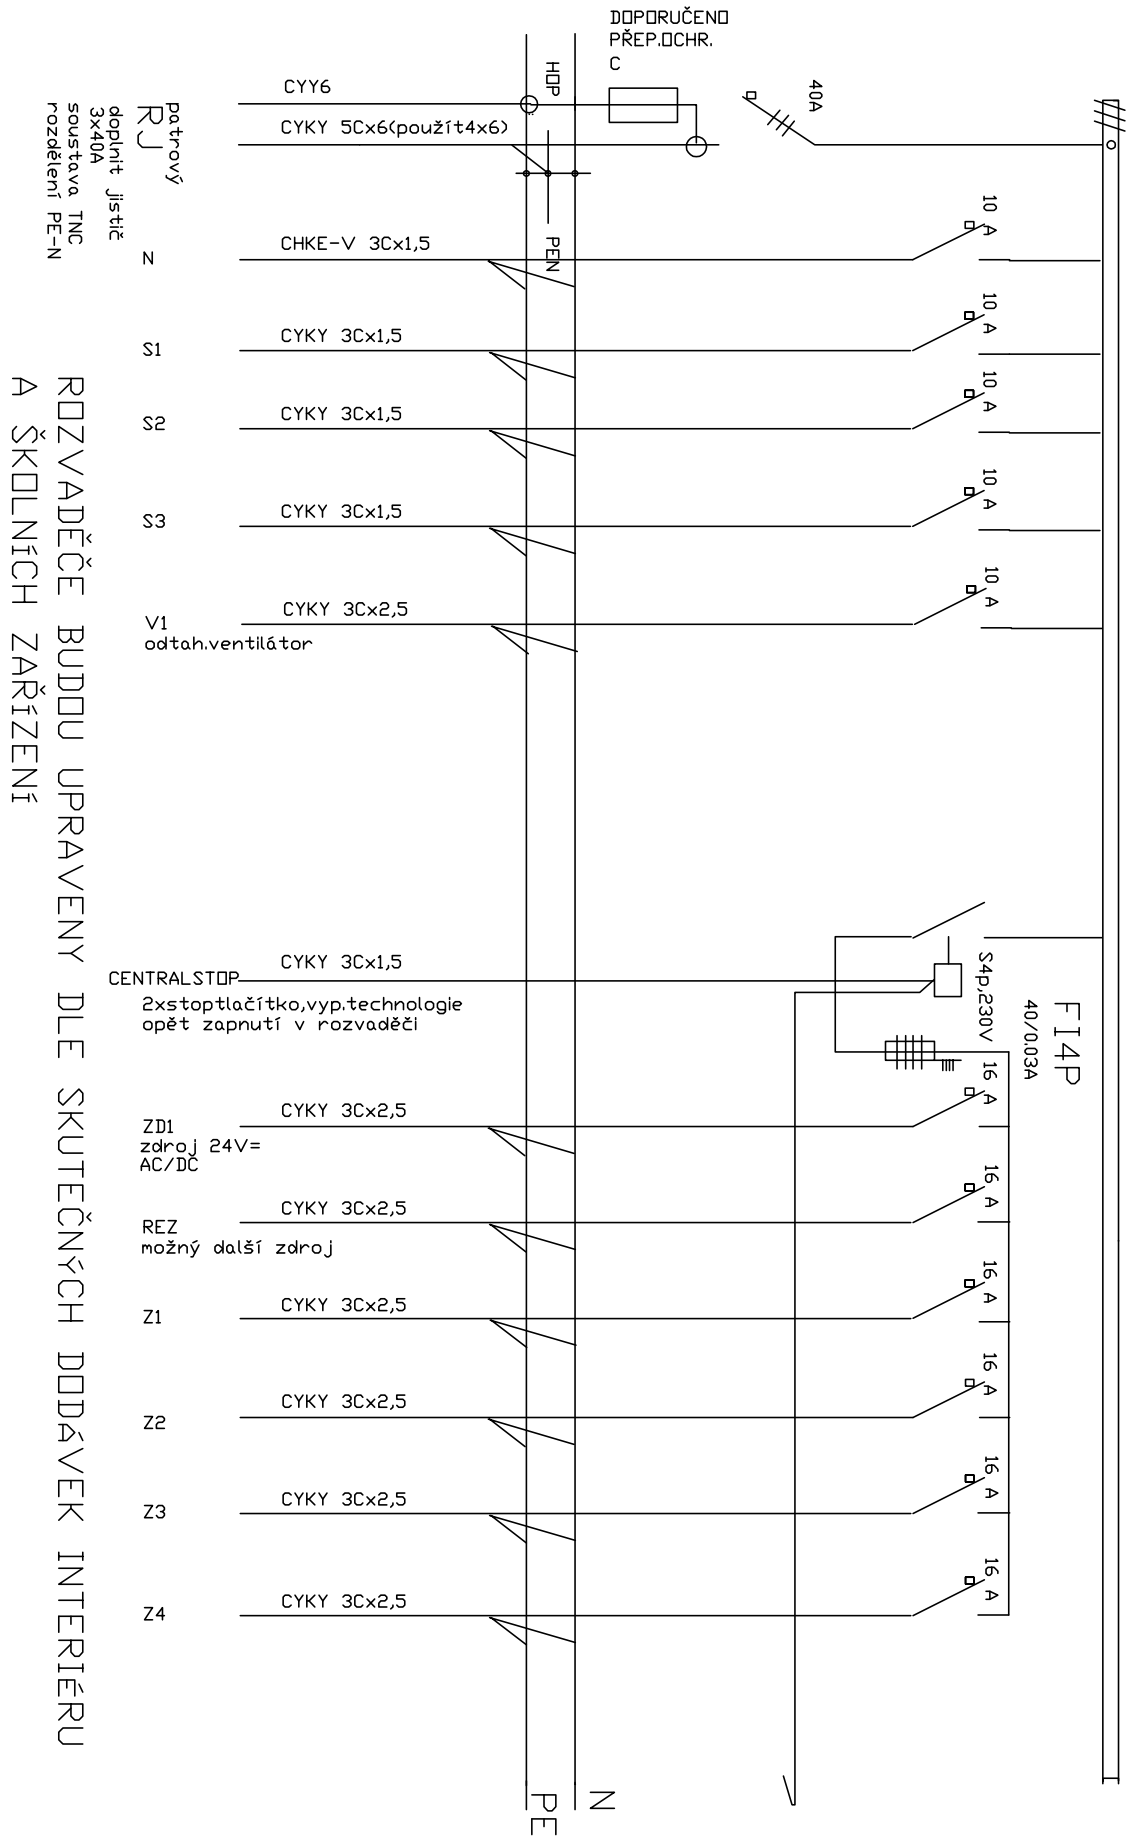 DOPORUČENO
PŘEP.OCHR.
C
HOP
40A
CYY6
CYKY 5Cx6(použít4x6)
patrový
RJ
doplnit jistič
3x40A
soustava TNC
rozdělení PE-N
PEN
N
CHKE-V 3Cx1,5
10 A
S1
CYKY 3Cx1,5
10 A
S2
CYKY 3Cx1,5
10 A
S3
CYKY 3Cx1,5
10 A
V1
odtah.ventilátor
CYKY 3Cx2,5
10 A
CENTRALSTOP
CYKY 3Cx1,5
2xstoptlačítko,vyp.technologie
opět zapnutí v rozvaděči
S4p,230V
FI4P
40/0.03A
ZD1
zdroj 24V=
AC/DC
CYKY 3Cx2,5
16 A
REZ
možný další zdroj
CYKY 3Cx2,5
16 A
Z1
CYKY 3Cx2,5
16 A
Z2
CYKY 3Cx2,5
16 A
Z3
CYKY 3Cx2,5
16 A
Z4
CYKY 3Cx2,5
16 A
N
PE
ROZVADĚČE BUDOU UPRAVENY DLE SKUTEČNÝCH DODÁVEK INTERIÉRU
A ŠKOLNÍCH ZAŘÍZENÍ